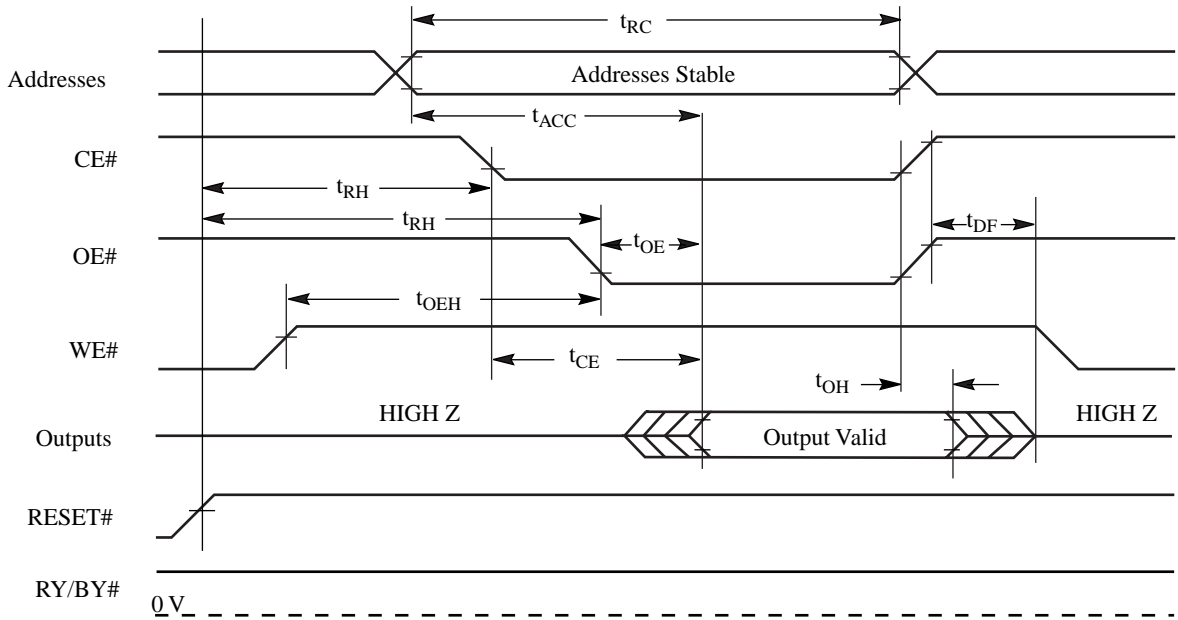 tRC
Addresses
Addresses Stable
tACC
CE#
tRH
tRH
tOE
tDF
OE#
tOEH
WE#
tCE
tOH
HIGH Z
HIGH Z
Outputs
Output Valid
RESET#
RY/BY#
0 V